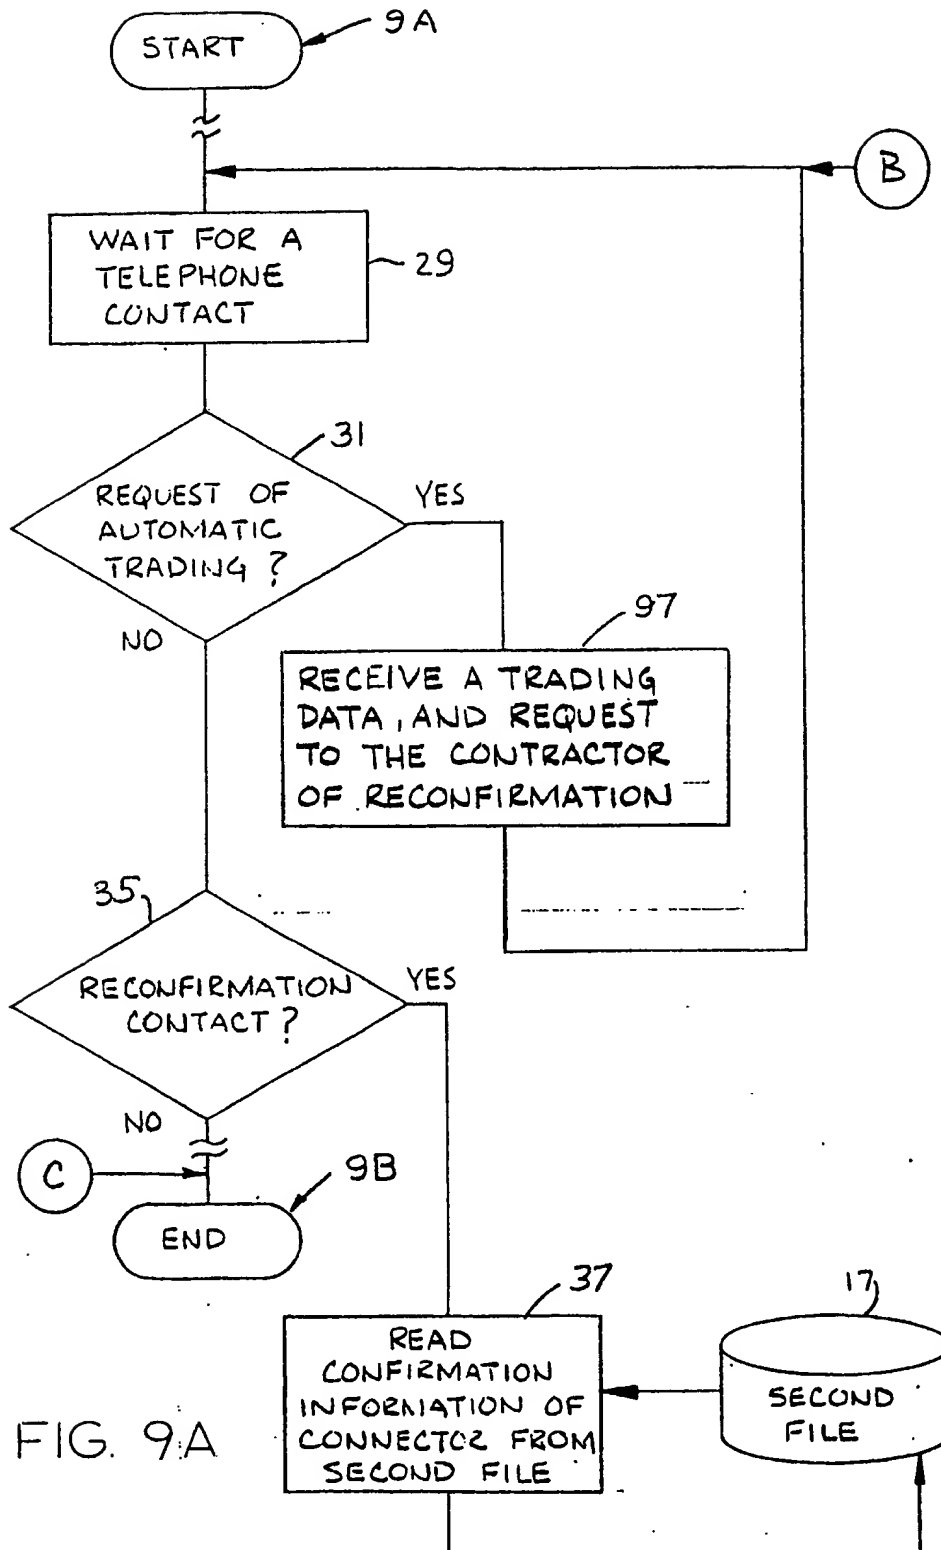 START
9A
B
WAIT FOR A
TELEPHONE
CONTACT
29
31
REQUEST OF
AUTOMATIC
TRADING?
YES
NO
97
RECEIVE A TRADING
DATA, AND REQUEST
TO THE CONTRACTOR
OF RECONFIRMATION
35
RECONFIRMATION
CONTACT?
YES
NO
C
9B
END
37
READ
CONFIRMATION
INFORMATION OF
CONNECTOR FROM
SECOND FILE
17
SECOND
FILE
FIG. 9A